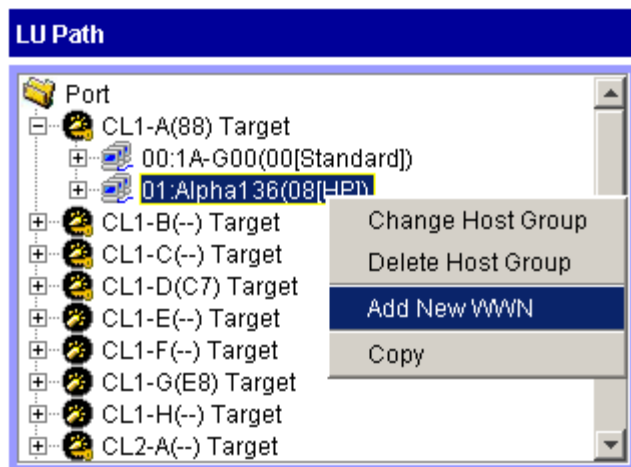 LU Path
Port
CL1-A(88) Target
00:1A-G00(00[Standard])
01:Alpha136(08[HP])
CL1-B(--) Target
Change Host Group
CL1-C(--) Target
Delete Host Group
CL1-D(C7) Target
Add New WWN
CL1-E(--) Target
CL1-F(--) Target
Copy
CL1-G(E8) Target
CL1-H(--) Target
CL2-A(--) Target